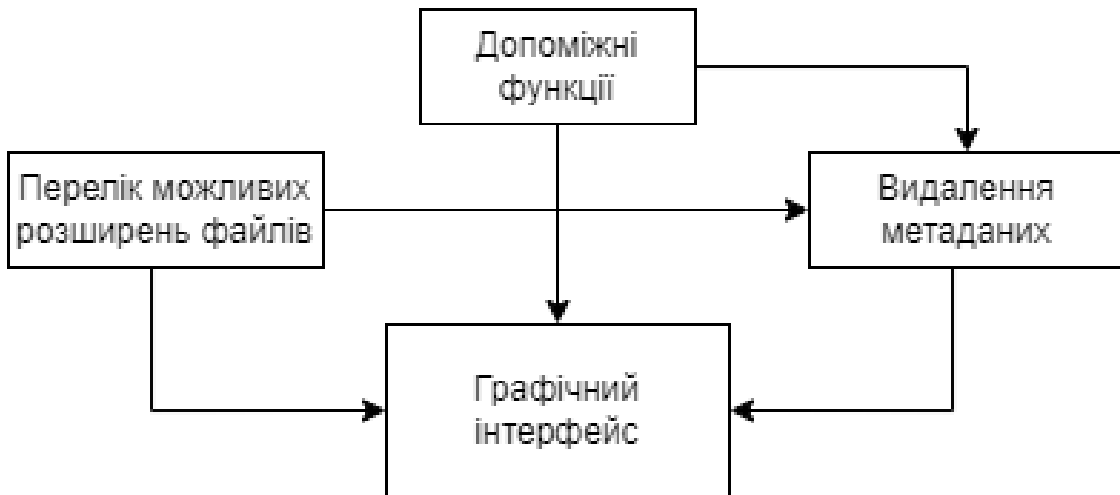 Допоміжні
функції
Перелік можливих
розширень файлів
Видалення
метаданих
Графічний
інтерфейс